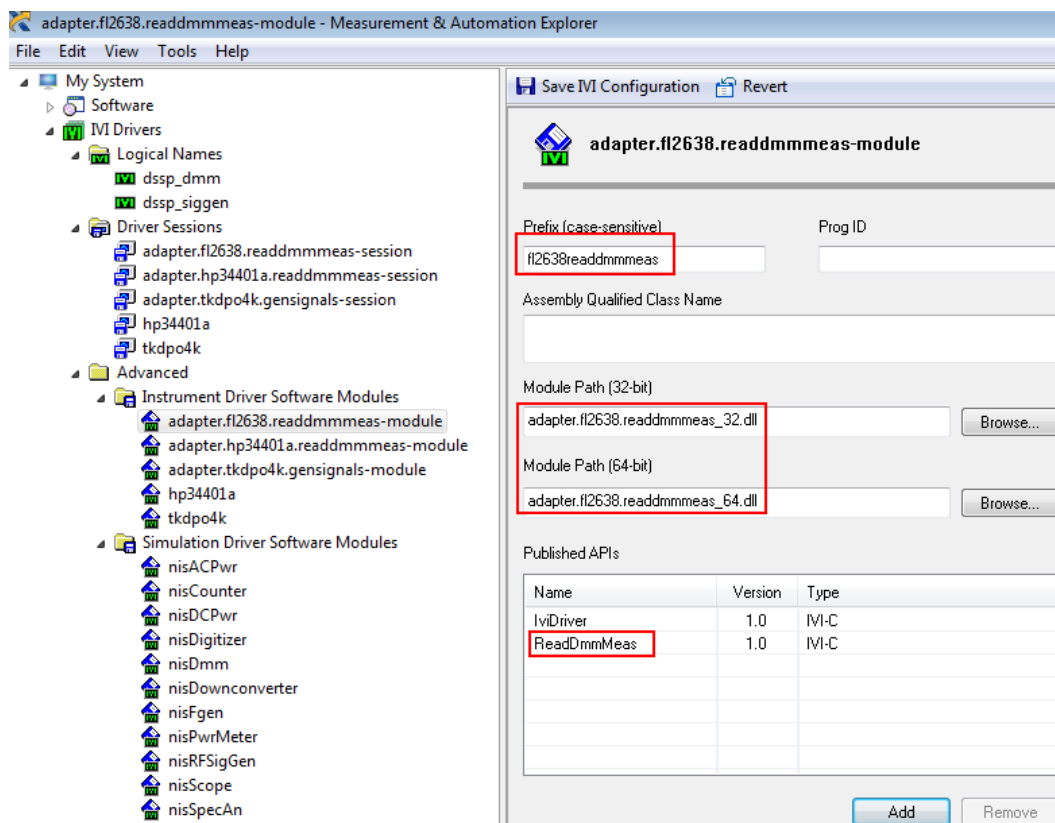 adapter.fl2638.readdmmmeas-module - Measurement & Automation Explorer
File Edit View Tools Help
My System
Software
IVI Drivers
Logical Names
dssp_dmm
dssp_siggen
Driver Sessions
adapter.fl2638.readdmmmeas-session
adapter.hp34401a.readdmmmeas-session
adapter.tkdpo4k.gensignals-session
hp34401a
tkdpo4k
Advanced
Instrument Driver Software Modules
adapter.fl2638.readdmmmeas-module
adapter.hp34401a.readdmmmeas-module
adapter.tkdpo4k.gensignals-module
hp34401a
tkdpo4k
Simulation Driver Software Modules
nisACPwr
nisCounter
nisDCPwr
nisDigitizer
nisDmm
nisDownconverter
nisFgen
nisPwrMeter
nisRFSigGen
nisScope
nisSpecAn
Save IVI Configuration Revert
adapter.fl2638.readdmmmeas-module
Prefix (case-sensitive) Prog ID
fl2638readdmmmeas
Assembly Qualified Class Name
Module Path (32-bit)
adapter.fl2638.readdmmmeas_32.dll Browse...
Module Path (64-bit)
adapter.fl2638.readdmmmeas_64.dll Browse...
Published APIs
Name Version Type
IviDriver 1.0 IVI-C
ReadDmmMeas 1.0 IVI-C
Add Remove